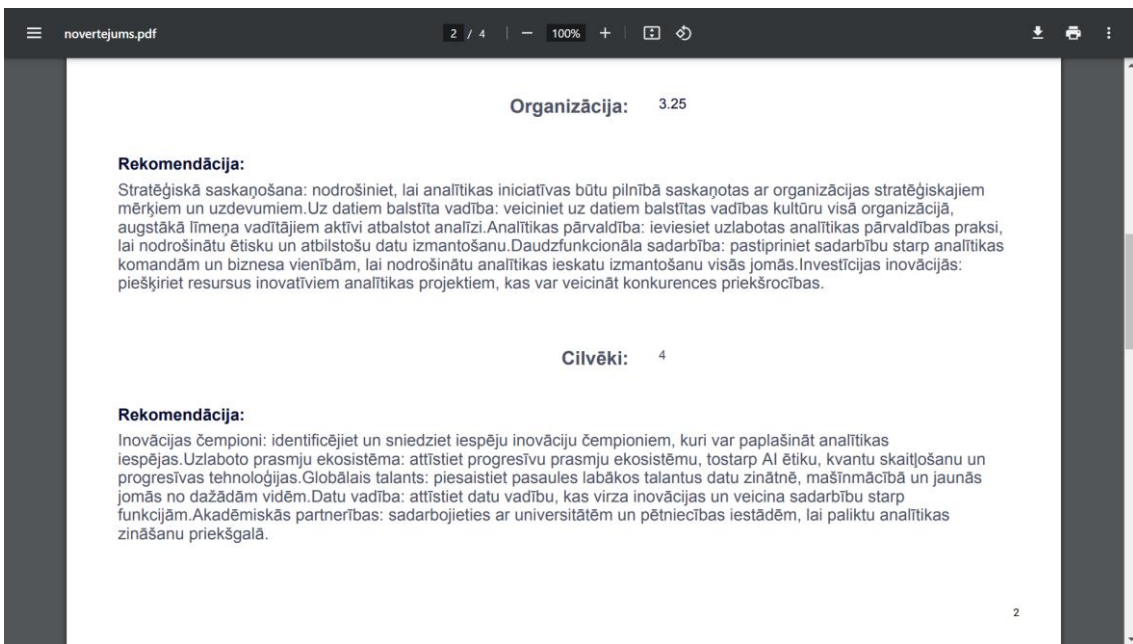 novertejums.pdf
2 / 4
100%
Organizācija: 3.25
Rekomendācija:
Stratēģiskā saskaņošana: nodrošiniet, lai analītikas iniciatīvas būtu pilnībā saskaņotas ar organizācijas stratēģiskajiem
mērķiem un uzdevumiem.Uz datiem balstīta vadība: veiciniet uz datiem balstītas vadības kultūru visā organizācijā,
augstākā līmeņa vadītājiem aktīvi atbalstot analīzi.Analītikas pārvaldība: ieviesiet uzlabotas analītikas pārvaldības praksi,
lai nodrošinātu ētisku un atbilstošu datu izmantošanu.Daudzfunkcionāla sadarbība: pastipriniet sadarbību starp analītikas
komandām un biznesa vienībām, lai nodrošinātu analītikas ieskatu izmantošanu visās jomās.Investīcijas inovācijās:
piešķiriet resursus inovatīviem analītikas projektiem, kas var veicināt konkurences priekšrocības.
Cilvēki: 4
Rekomendācija:
Inovācijas čempioni: identificējiet un sniedziet iespēju inovāciju čempioniem, kuri var paplašināt analītikas
iespējas.Uzlaboto prasmju ekosistēma: attīstiet progresīvu prasmju ekosistēmu, tostarp AI ētiku, kvantu skaitļošanu un
progresīvas tehnoloģijas.Globālais talants: piesaistiet pasaules labākos talantus datu zinātnē, mašīnmācībā un jaunās
jomās no dažādām vidēm.Datu vadība: attīstiet datu vadību, kas virza inovācijas un veicina sadarbību starp
funkcijām.Akadēmiskās partnerības: sadarbojieties ar universitātēm un pētniecības iestādēm, lai paliktu analītikas
zināšanu priekšgalā.
2